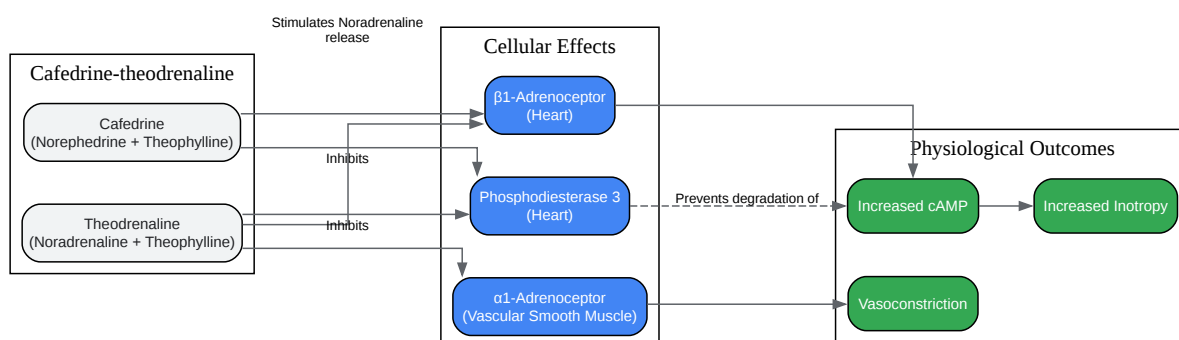 Stimulates Noradrenaline
release
Cafedrine-theodrenaline
Cafedrine
(Norephedrine + Theophylline)
Theodrenaline
(Noradrenaline + Theophylline)
Inhibits
Inhibits
Cellular Effects
β1-Adrenoceptor
(Heart)
Phosphodiesterase 3
(Heart)
α1-Adrenoceptor
(Vascular Smooth Muscle)
Prevents degradation of
Physiological Outcomes
Increased cAMP
Increased Inotropy
Vasoconstriction